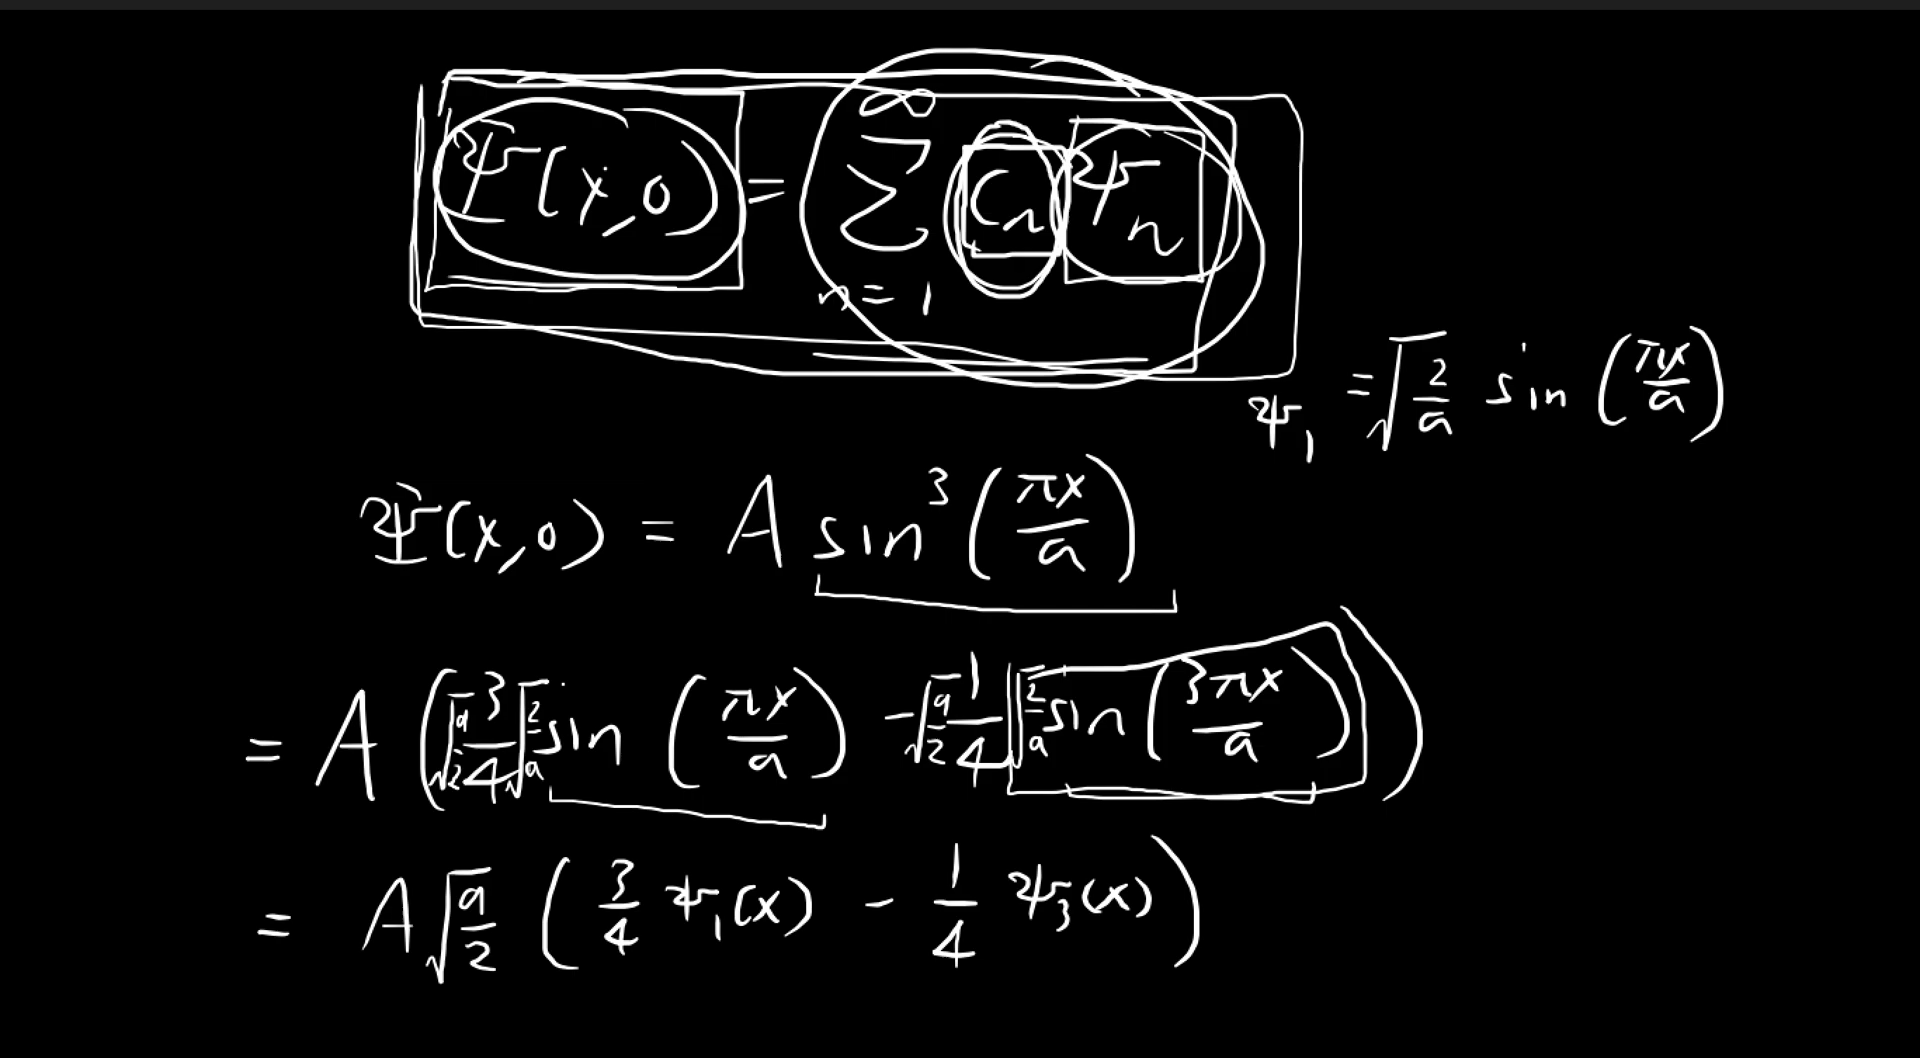 Ψ(x,0) = ∑_{n=1}^{∞} C_n Ψ_n
Ψ_1 = √(2/a) sin(πx/a)
Ψ(x,0) = A sin³(πx/a)
= A(√(a/2) 3/4 √(2/a) sin(πx/a) - √(a/2) 1/4 √(2/a) sin(3πx/a))
= A√(a/2) (3/4 Ψ_1(x) - 1/4 Ψ_3(x))